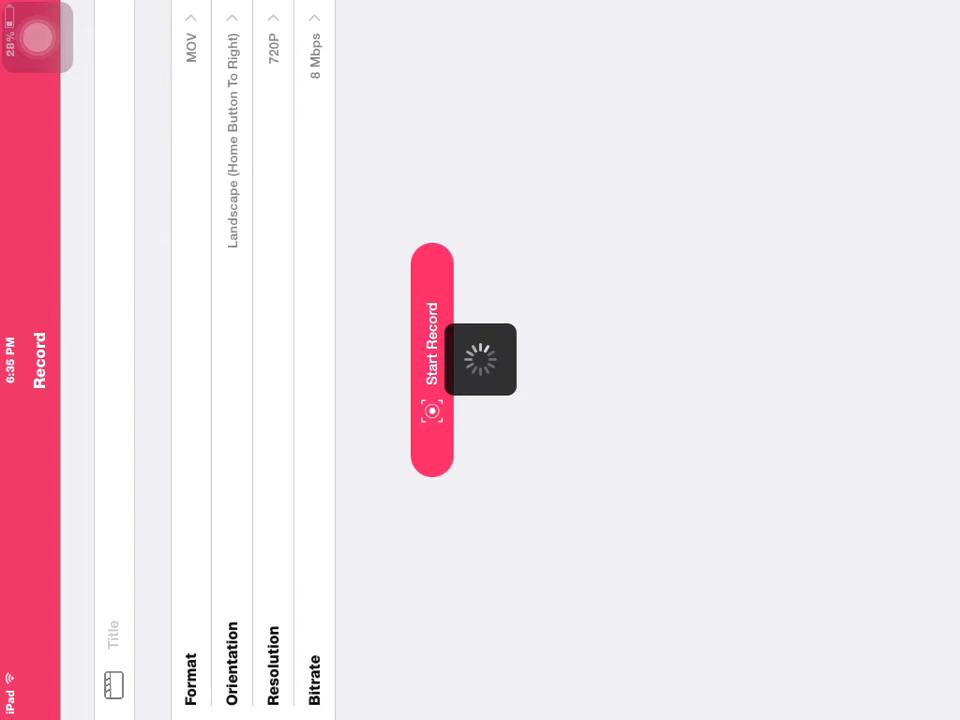 iPad 6:35 PM 28%
Record
Title
Format MOV
Orientation Landscape (Home Button To Right)
Resolution 720P
Bitrate 8 Mbps
Start Record